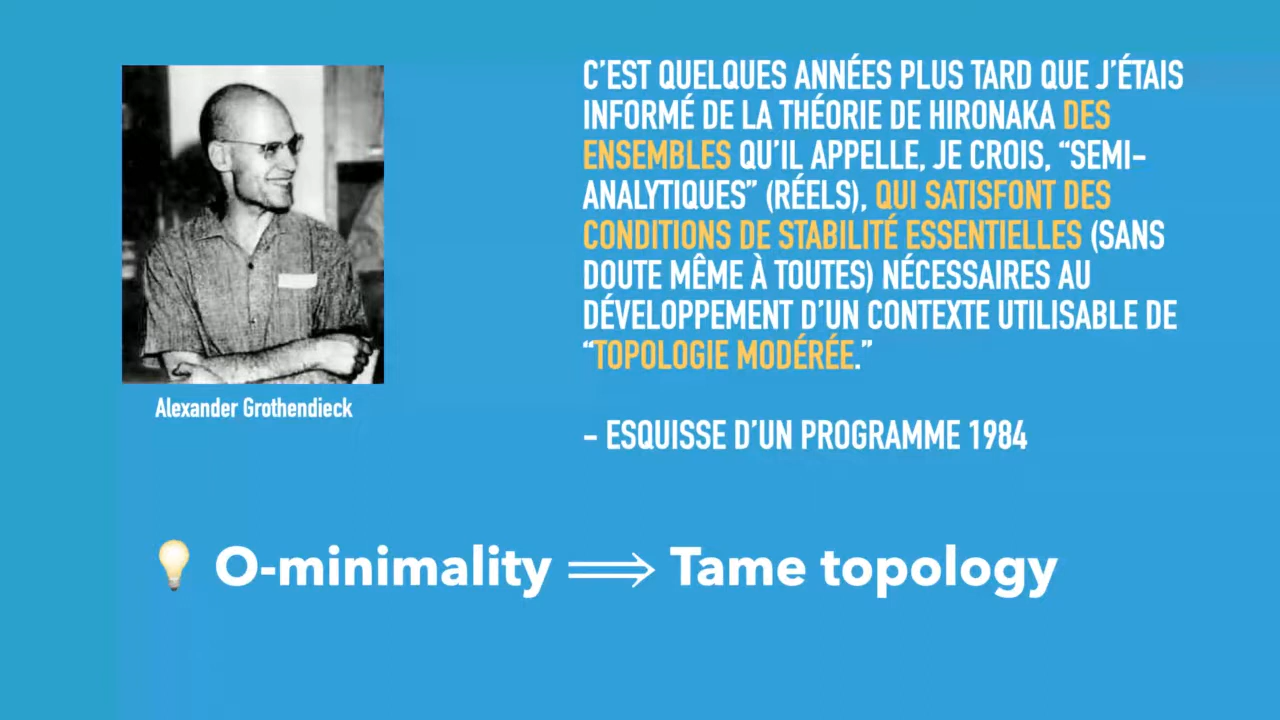 C'EST QUELQUES ANNÉES PLUS TARD QUE J'ÉTAIS
INFORMÉ DE LA THÉORIE DE HIRONAKA DES
ENSEMBLES QU'IL APPELLE, JE CROIS, “SEMI-
ANALYTIQUES” (RÉELS), QUI SATISFONT DES
CONDITIONS DE STABILITÉ ESSENTIELLES (SANS
DOUTE MÊME À TOUTES) NÉCESSAIRES AU
DÉVELOPPEMENT D'UN CONTEXTE UTILISABLE DE
“TOPOLOGIE MODÉRÉE.”
– ESQUISSE D'UN PROGRAMME 1984
Alexander Grothendieck
💡 O-minimality ⟹ Tame topology